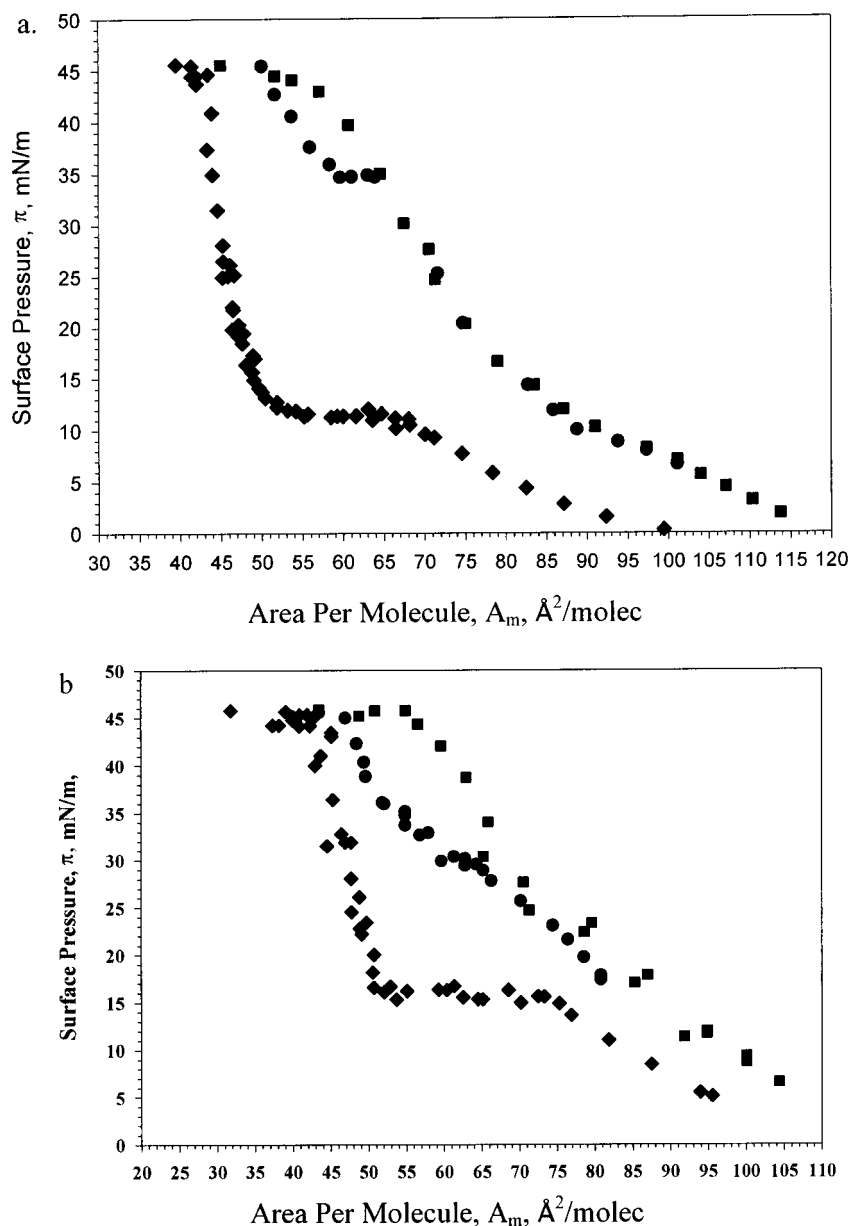 a.
50
45
40
35
30
25
20
15
10
5
0
Surface Pressure, π, mN/m
30 35 40 45 50 55 60 65 70 75 80 85 90 95 100 105 110 115 120
Area Per Molecule, Aₘ, Å²/molec
b
50
45
40
35
30
25
20
15
10
5
0
Surface Pressure, π, mN/m,
20 25 30 35 40 45 50 55 60 65 70 75 80 85 90 95 100 105 110
Area Per Molecule, Aₘ, Å²/molec